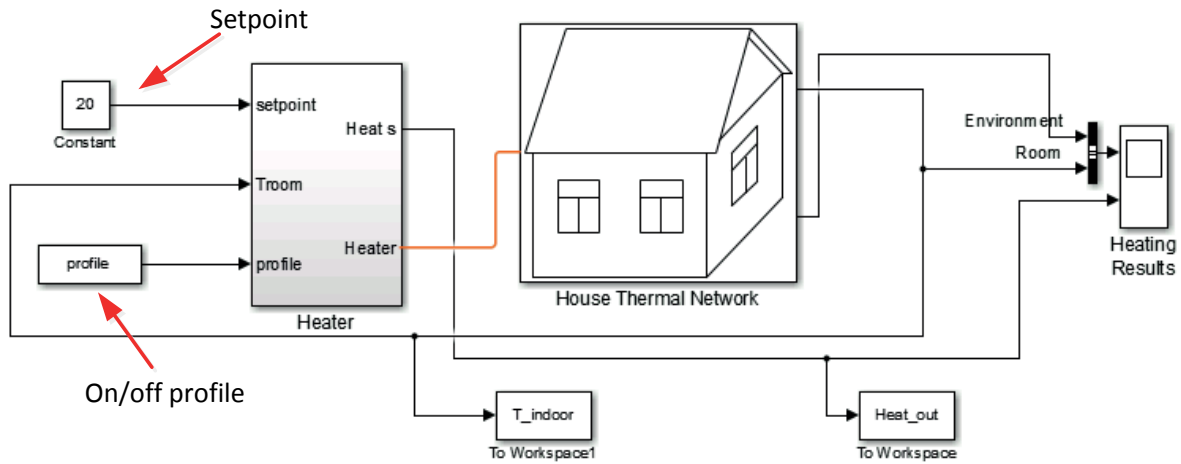 Setpoint
20
Constant
setpoint
Heat s
Troom
Heater
profile
Heater
profile
On/off profile
House Thermal Network
Environment
Room
Heating
Results
T_indoor
To Workspace1
Heat_out
To Workspace